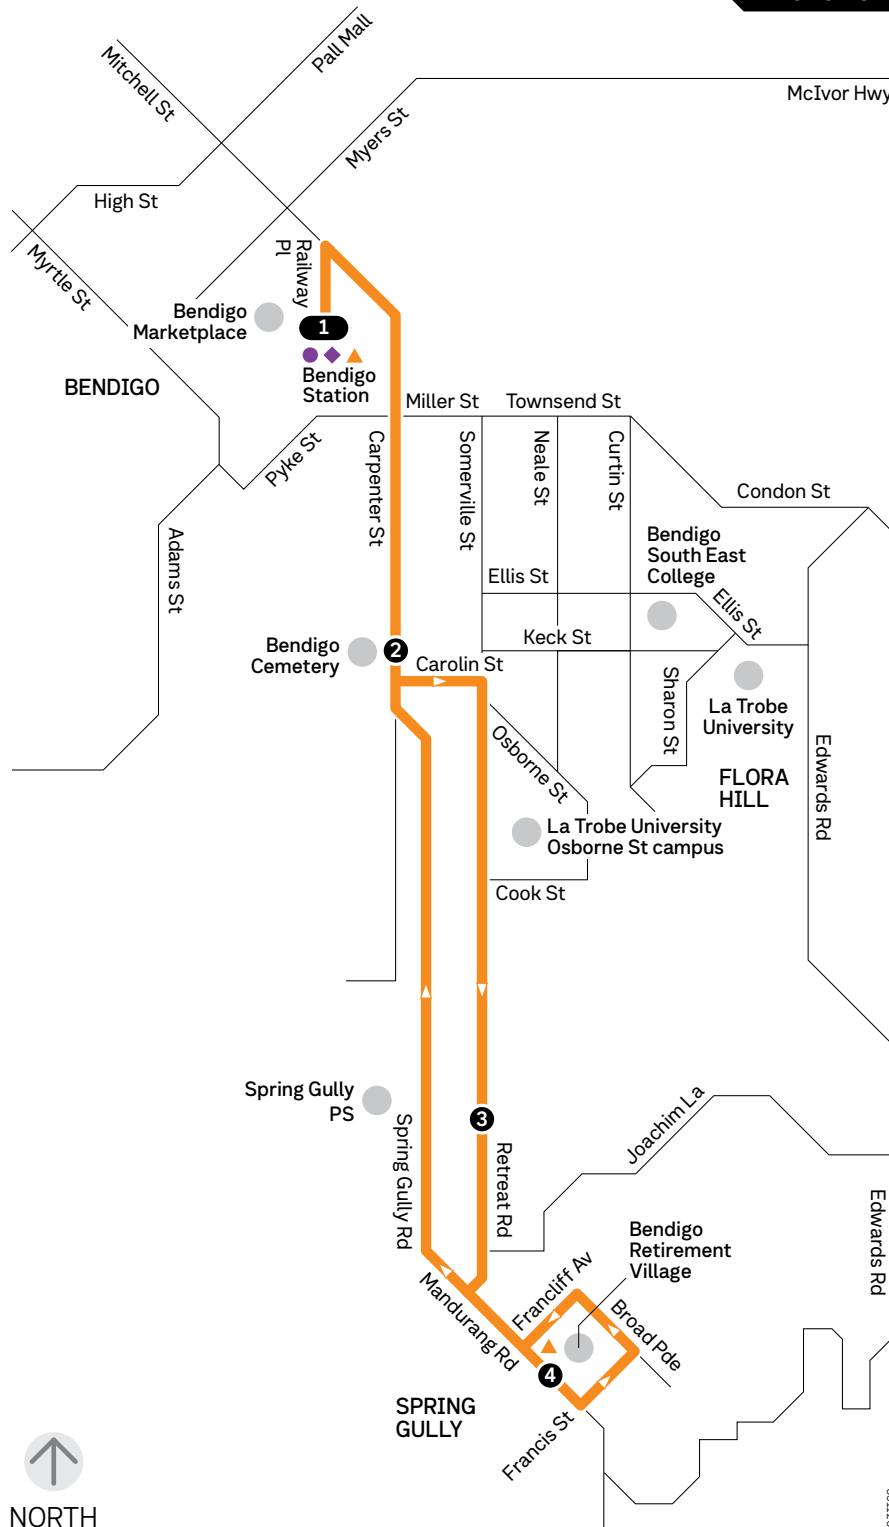 Mitchell St
Pall Mall
McIvor Hwy
Myers St
High St
Myrtle St
Railway
Pl
Bendigo
Marketplace
1
Bendigo
Station
BENDIGO
Miller St
Townsend St
Pyke St
Carpenter St
Somerville St
Neale St
Curtin St
Condon St
Adams St
Bendigo
South East
College
Ellis St
Ellis St
Keck St
Bendigo
Cemetery
2
Carolin St
Sharon St
La Trobe
University
Osborne St
FLORA
HILL
Edwards Rd
La Trobe University
Osborne St campus
Cook St
Spring Gully
PS
3
Spring Gully Rd
Retreat Rd
Joachim La
Edwards Rd
Bendigo
Retirement
Village
Francliff Av
Broad Pde
Mandurang Rd
4
SPRING
GULLY
Francis St
NORTH